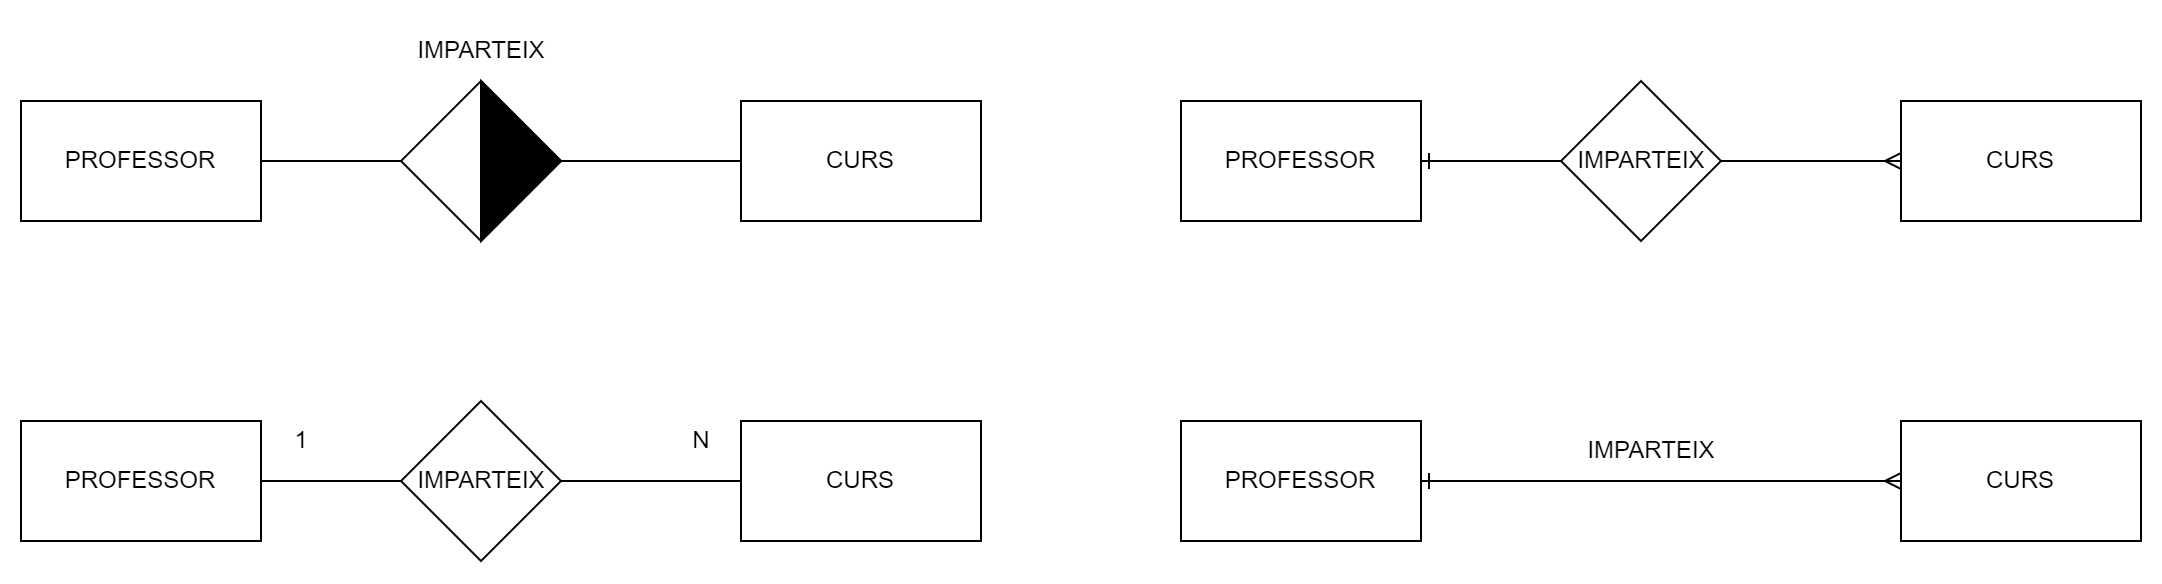 IMPARTEIX
PROFESSOR
CURS
PROFESSOR
IMPARTEIX
CURS
PROFESSOR
1
IMPARTEIX
N
CURS
PROFESSOR
IMPARTEIX
CURS